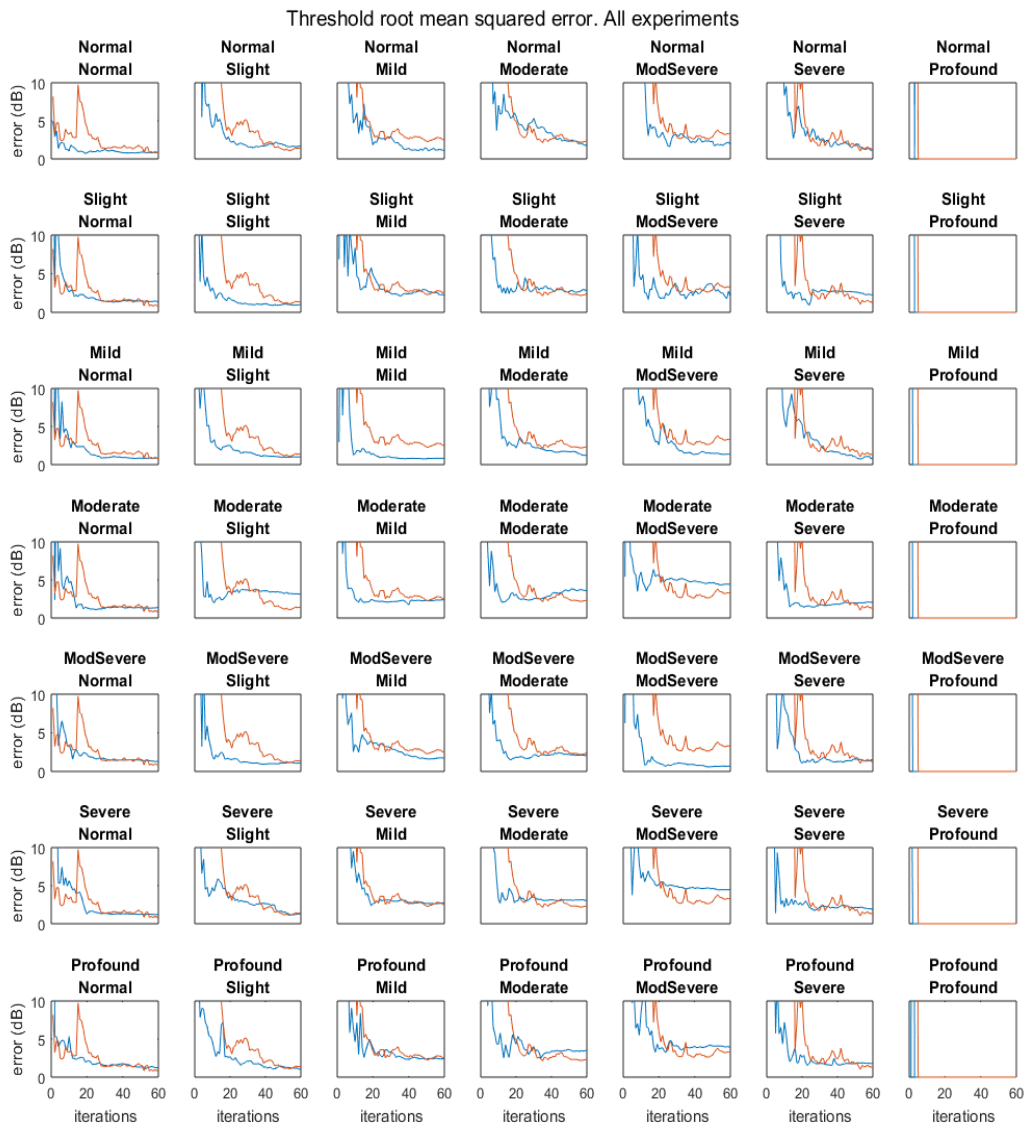 Threshold root mean squared error. All experiments
Normal Normal Normal Normal Normal Normal Normal
Normal Slight Mild Moderate ModSevere Severe Profound
10
5
0
error (dB)
Slight Slight Slight Slight Slight Slight Slight
Normal Slight Mild Moderate ModSevere Severe Profound
10
5
0
error (dB)
Mild Mild Mild Mild Mild Mild Mild
Normal Slight Mild Moderate ModSevere Severe Profound
10
5
0
error (dB)
Moderate Moderate Moderate Moderate Moderate Moderate Moderate
Normal Slight Mild Moderate ModSevere Severe Profound
10
5
0
error (dB)
ModSevere ModSevere ModSevere ModSevere ModSevere ModSevere ModSevere
Normal Slight Mild Moderate ModSevere Severe Profound
10
5
0
error (dB)
Severe Severe Severe Severe Severe Severe Severe
Normal Slight Mild Moderate ModSevere Severe Profound
10
5
0
error (dB)
Profound Profound Profound Profound Profound Profound Profound
Normal Slight Mild Moderate ModSevere Severe Profound
10
5
0
error (dB)
0 20 40 60 0 20 40 60 0 20 40 60 0 20 40 60 0 20 40 60 0 20 40 60 0 20 40 60
iterations iterations iterations iterations iterations iterations iterations